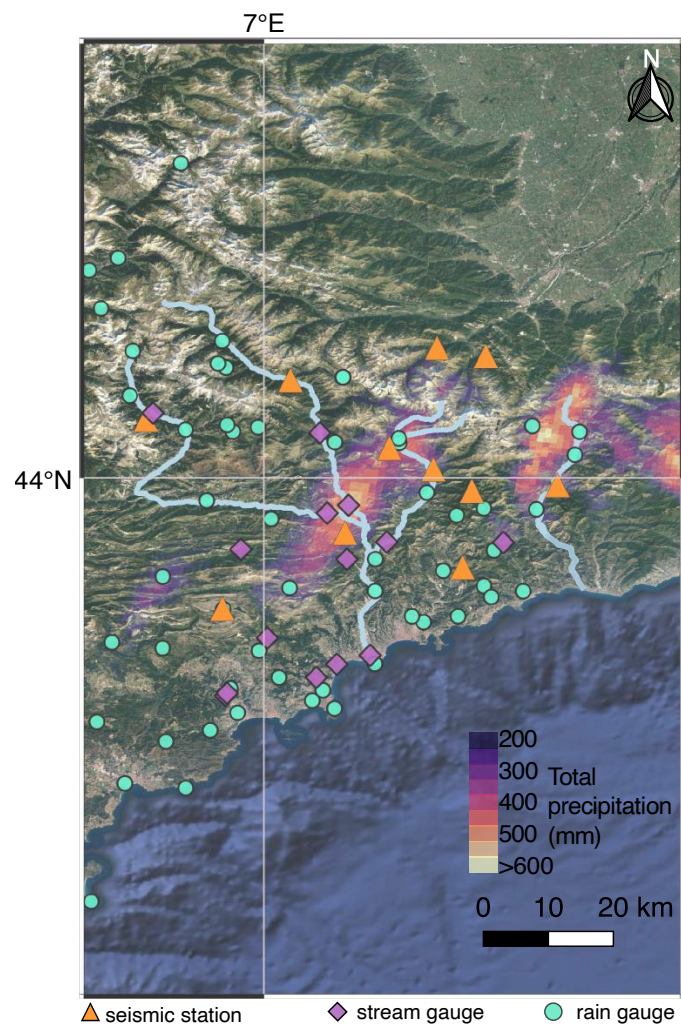 7°E
N
44°N
200
300
400
500
>600
Total
precipitation
(mm)
0 10 20 km
seismic station stream gauge rain gauge